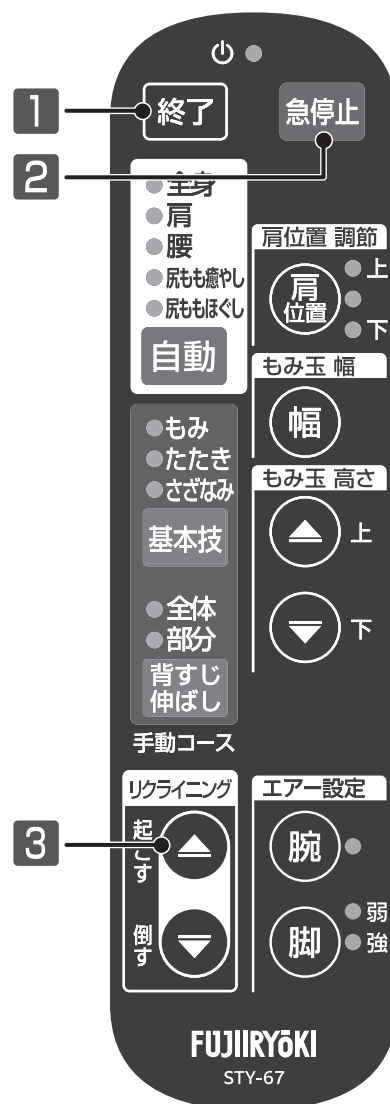 1
終了
急停止
2
全身
肩
腰
尻もも癒やし
尻ももほぐし
自動
肩位置 調節
肩
位置
上
下
もみ玉 幅
幅
もみ玉 高さ
上
下
もみ
たたき
さざなみ
基本技
全体
部分
背すじ
伸ばし
手動コース
リクライニング
3
起こす
倒す
エアー設定
腕
脚
弱
強
FUJIIRYōKI
STY-67